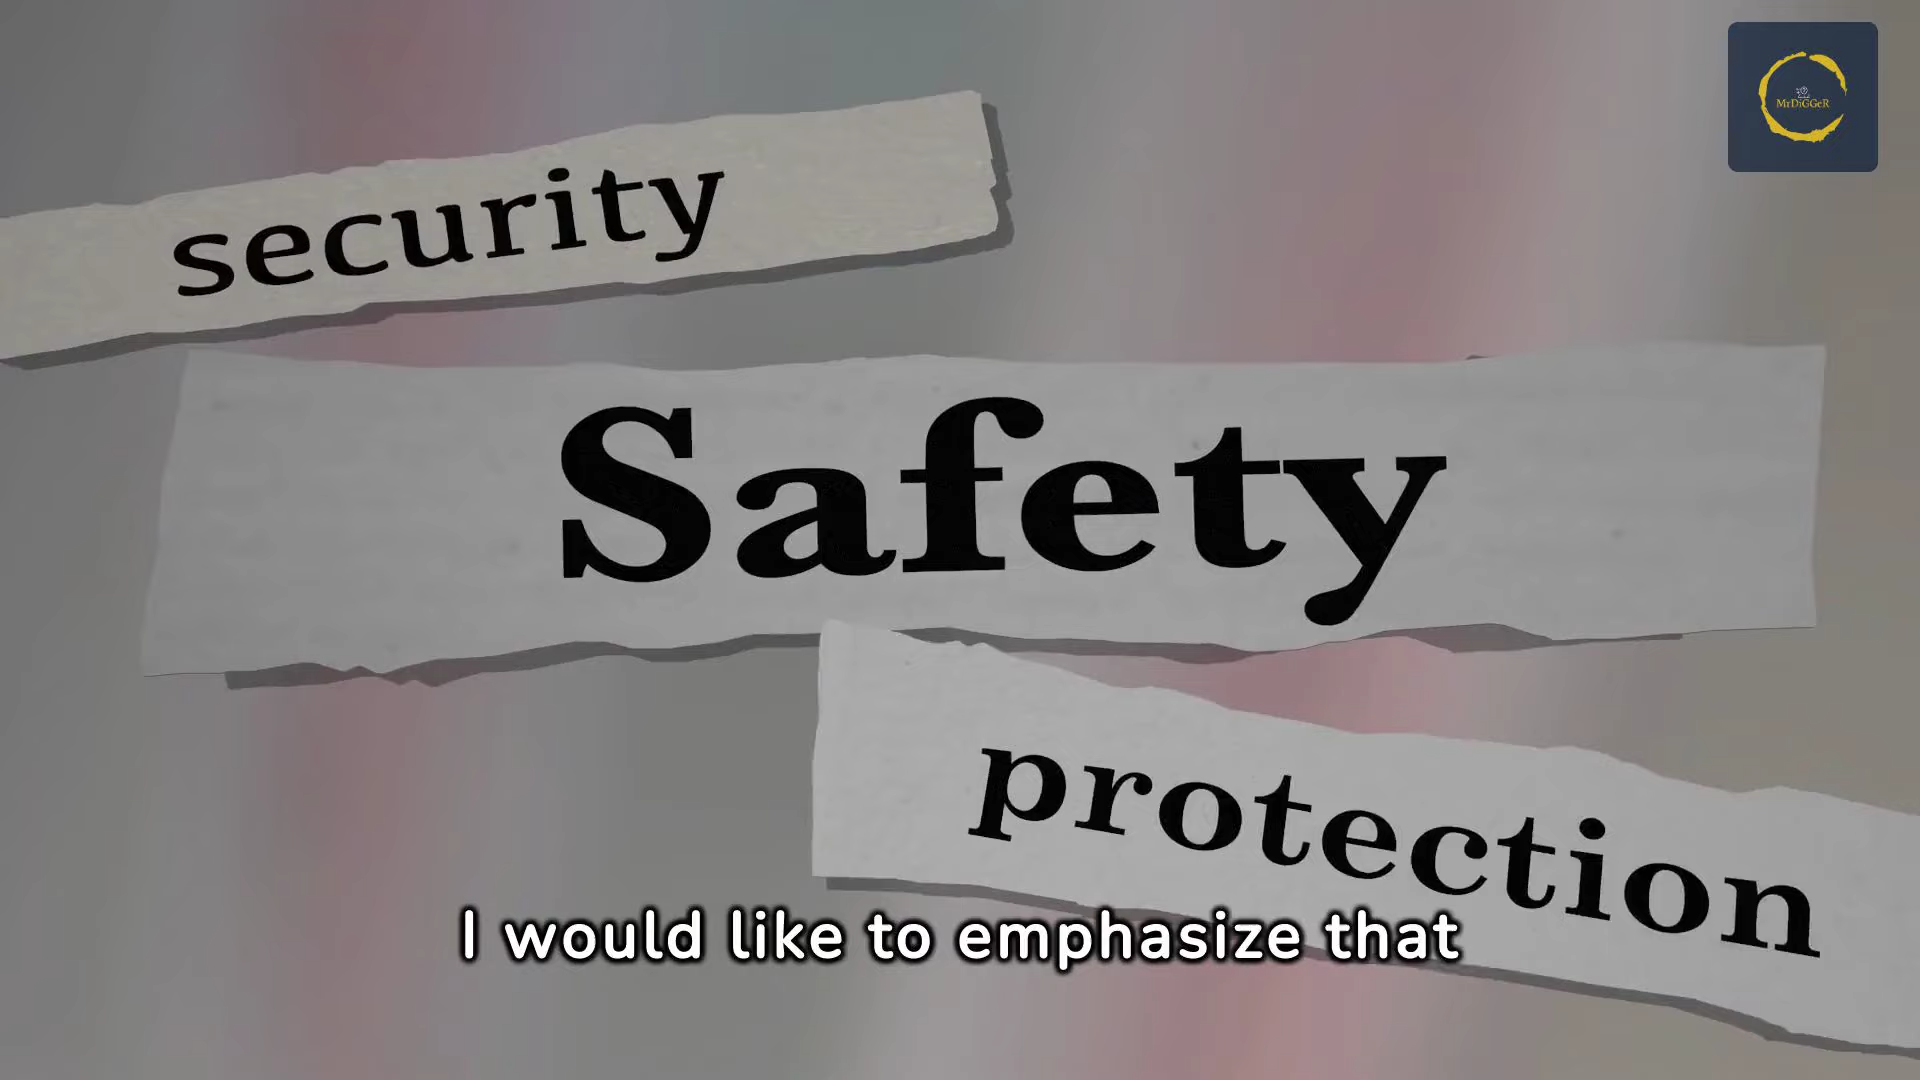 MrDiGGeR
security
Safety
protection
I would like to emphasize that